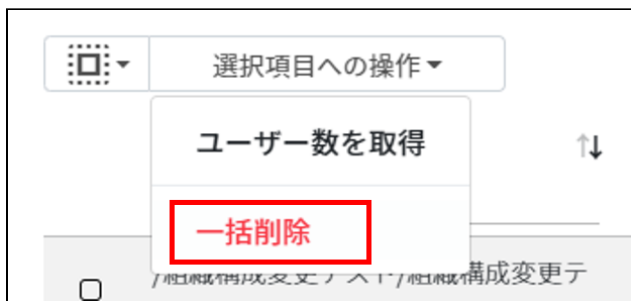 選択項目への操作
ユーザー数を取得
一括削除
/組織構成変更テスト/組織構成変更テ